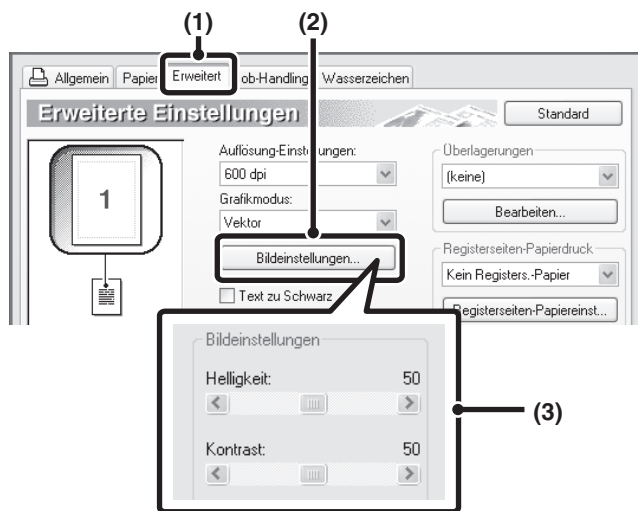 (1) (2)
Allgemein Papier Erweitert ob-Handling Wasserzeichen
Erweiterte Einstellungen
Standard
1
Auflösung-Einstellungen:
600 dpi
Grafikmodus:
Vektor
Bildeinstellungen...
Text zu Schwarz
Überlagerungen
(keine)
Bearbeiten...
Registerseiten-Papierdruck
Kein Registers.-Papier
Registerseiten-Papiereinst...
Bildeinstellungen
Helligkeit: 50
Kontrast: 50
(3)